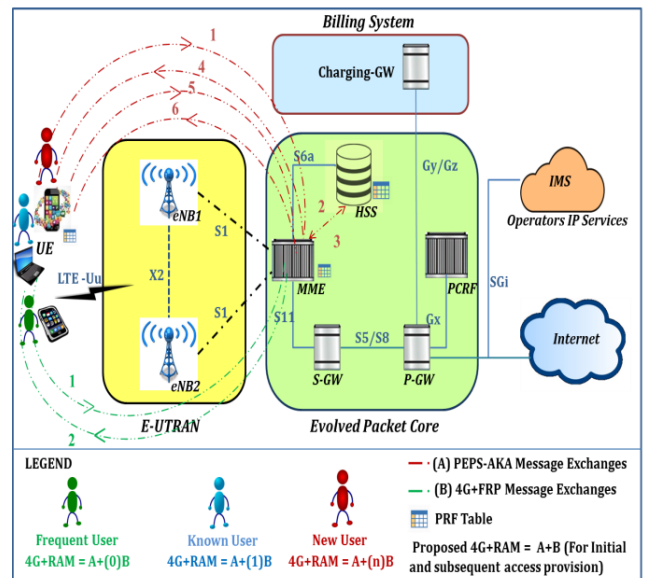 Billing System
Charging-GW
1
4
5
6
S6a
Gy/Gz
HSS
2
3
IMS
Operators IP Services
eNB1
UE
S1
X2
LTE -Uu
MME
PCRF
SGi
S11
S1
Gx
S5/S8
Internet
eNB2
S-GW
P-GW
1
2
E-UTRAN
Evolved Packet Core
LEGEND
(A) PEPS-AKA Message Exchanges
(B) 4G+FRP Message Exchanges
PRF Table
Frequent User
4G+RAM = A+(0)B
Known User
4G+RAM = A+(1)B
New User
4G+RAM = A+(n)B
Proposed 4G+RAM = A+B (For Initial
and subsequent access provision)